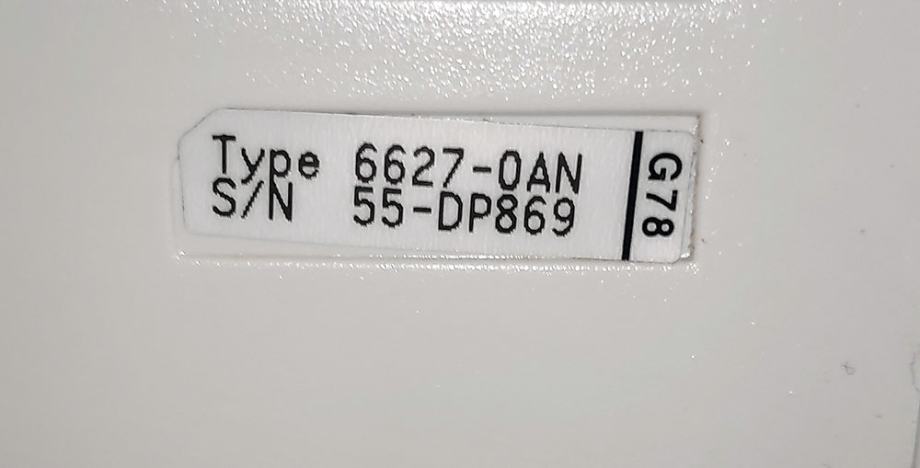 Type 6627-0AN
S/N 55-DP869
G78